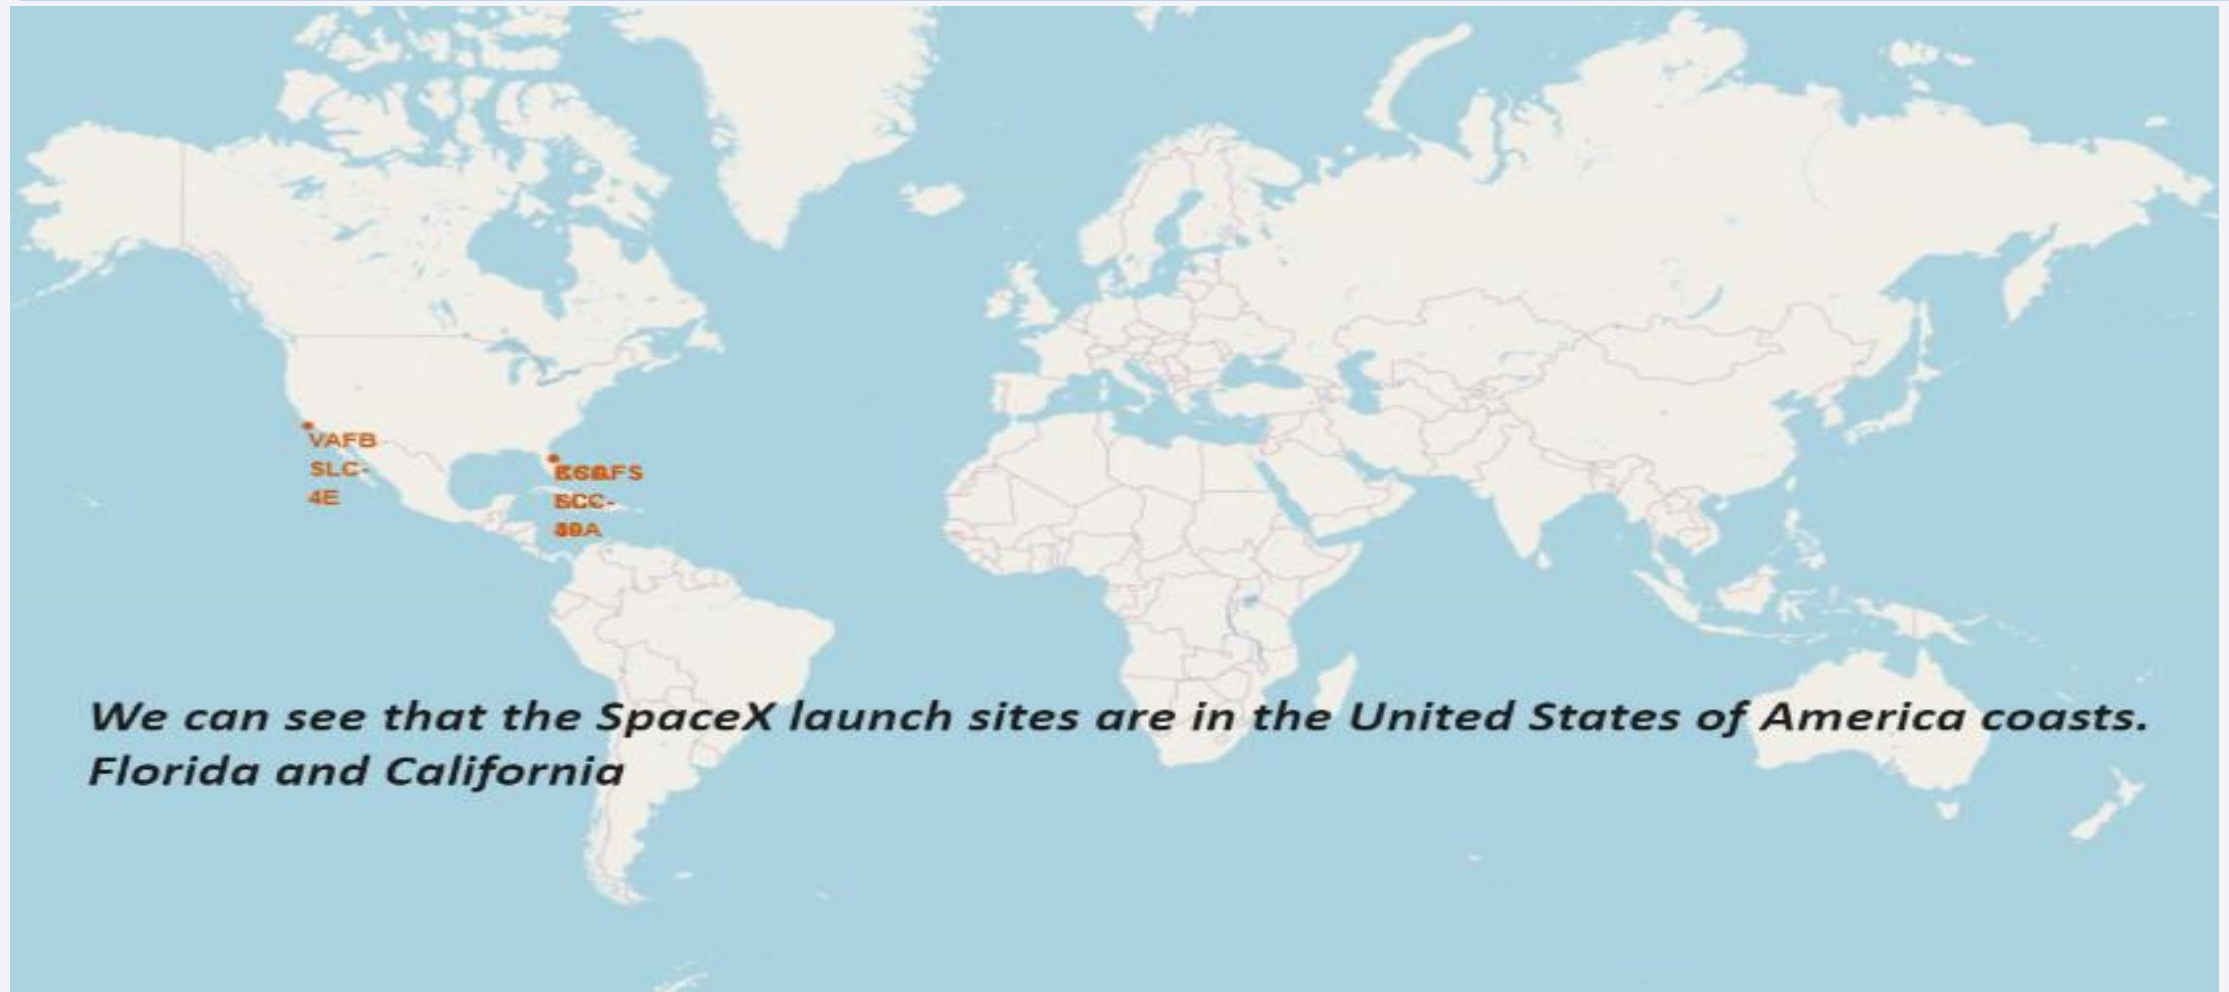 VAFB
SLC-
4E
We can see that the SpaceX launch sites are in the United States of America coasts.
Florida and California